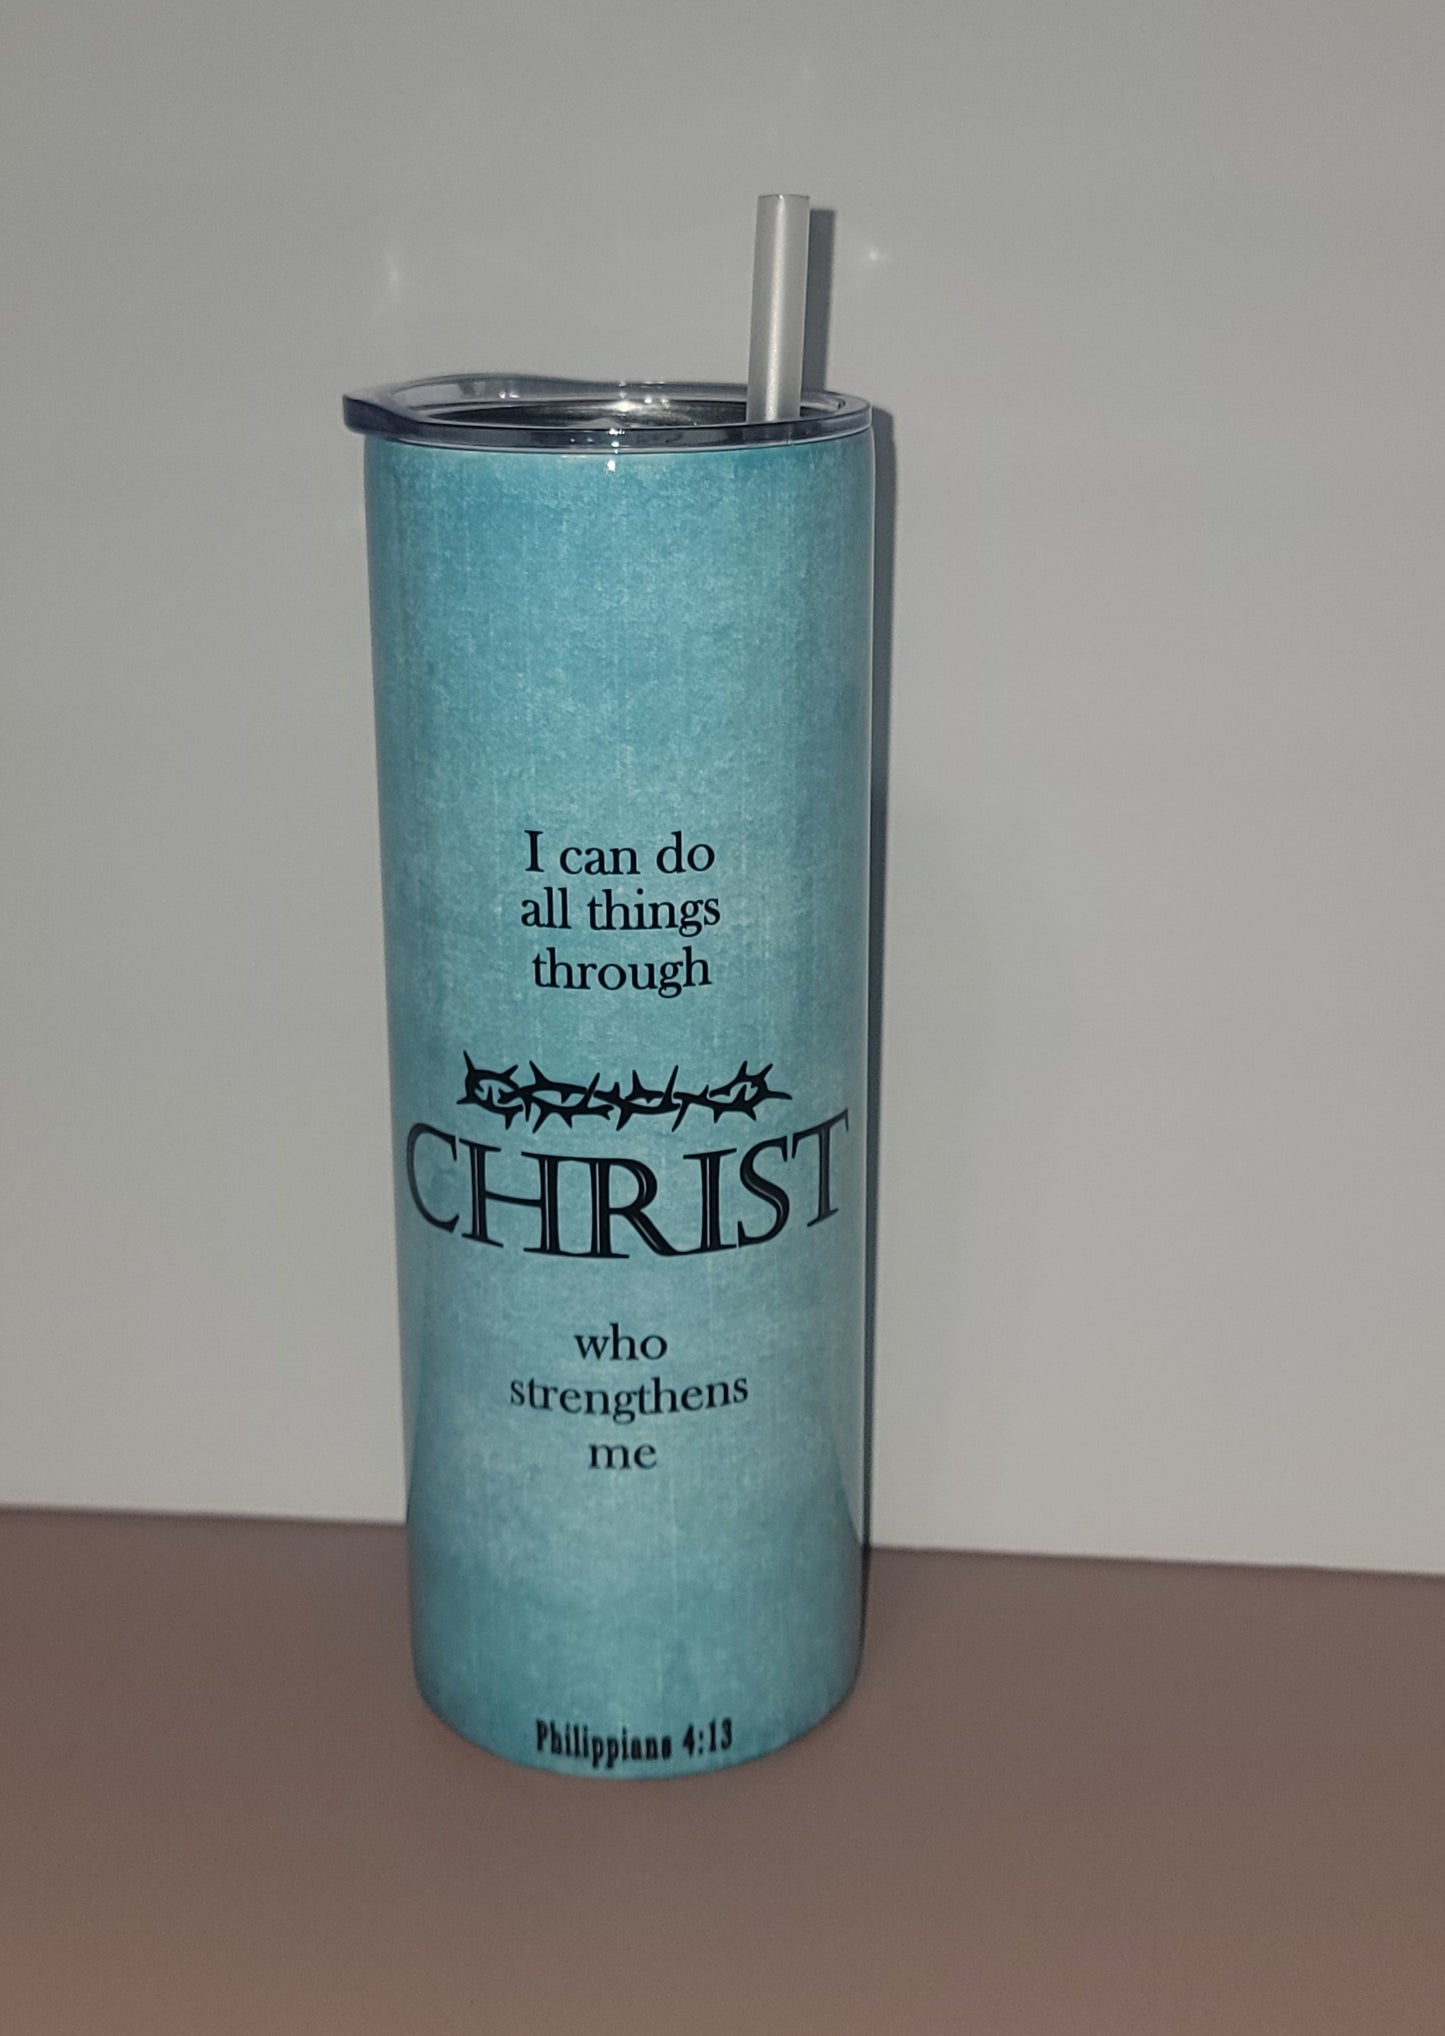 I can do
all things
through
CHRIST
who
strengthens
me
Philippians 4:13